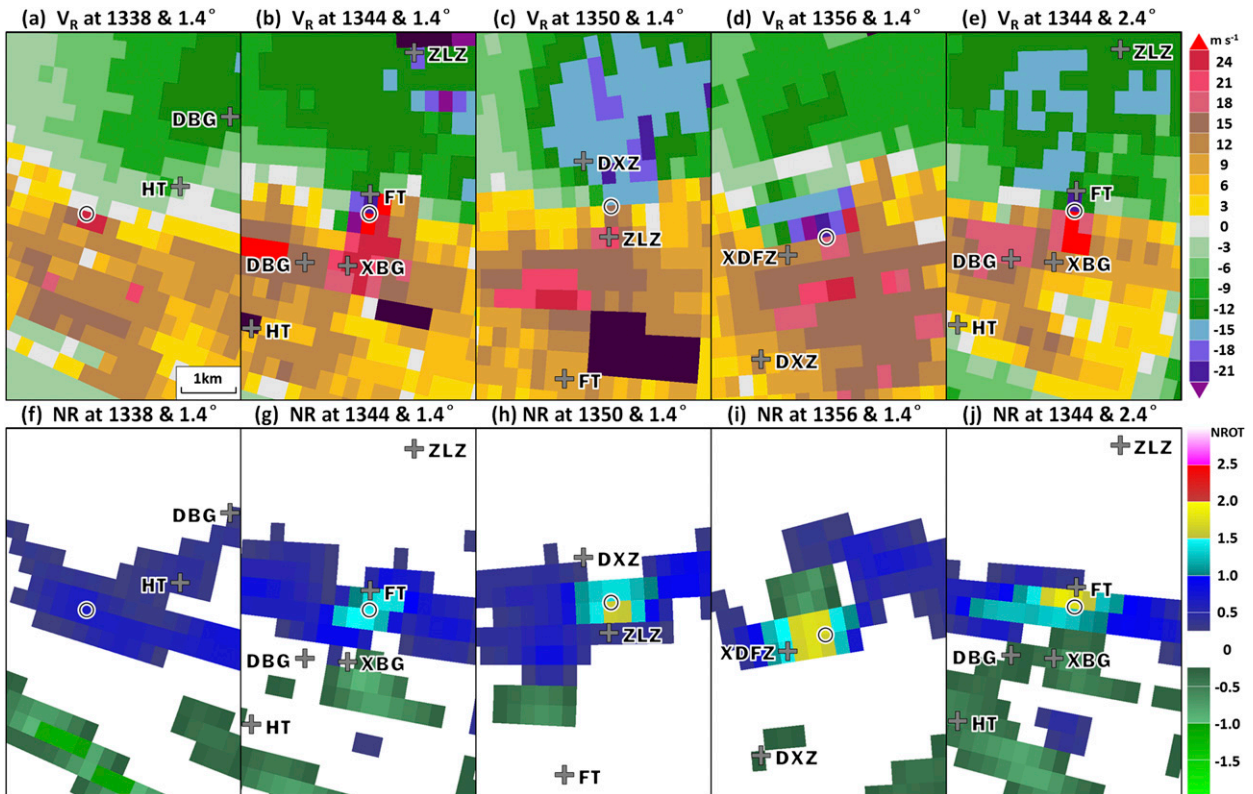 (a) V_R at 1338 & 1.4° (b) V_R at 1344 & 1.4° (c) V_R at 1350 & 1.4° (d) V_R at 1356 & 1.4° (e) V_R at 1344 & 2.4°
m s⁻¹
ZLZ ZLZ
24
21
DBG
18
15
DXZ
12
HT FT FT
9
6
3
0
ZLZ
-3
DBG XBG XDFZ DBG XBG
-6
-9
HT HT
-12
-15
DXZ
-18
1km FT
-21
(f) NR at 1338 & 1.4° (g) NR at 1344 & 1.4° (h) NR at 1350 & 1.4° (i) NR at 1356 & 1.4° (j) NR at 1344 & 2.4°
NROT
ZLZ ZLZ
2.5
2.0
DBG
1.5
DXZ
HT FT FT
1.0
0.5
ZLZ
0
DBG XBG XDFZ DBG XBG
-0.5
HT HT
-1.0
DXZ
-1.5
FT